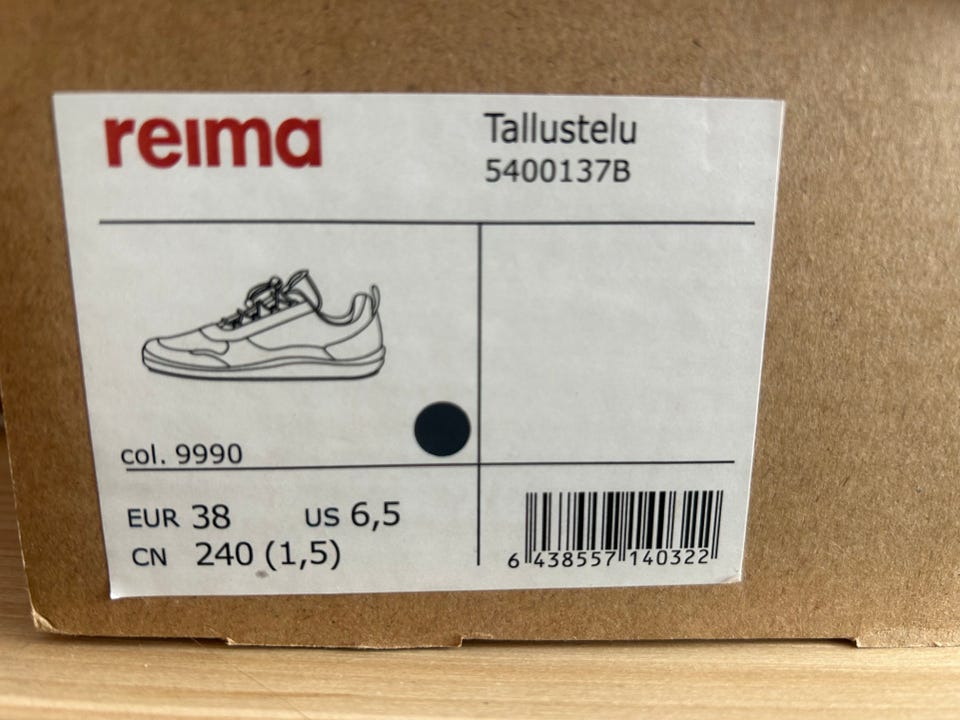 reima
Tallustelu
5400137B
col. 9990
EUR 38 US 6,5
CN 240 (1,5)
6 438557 140322